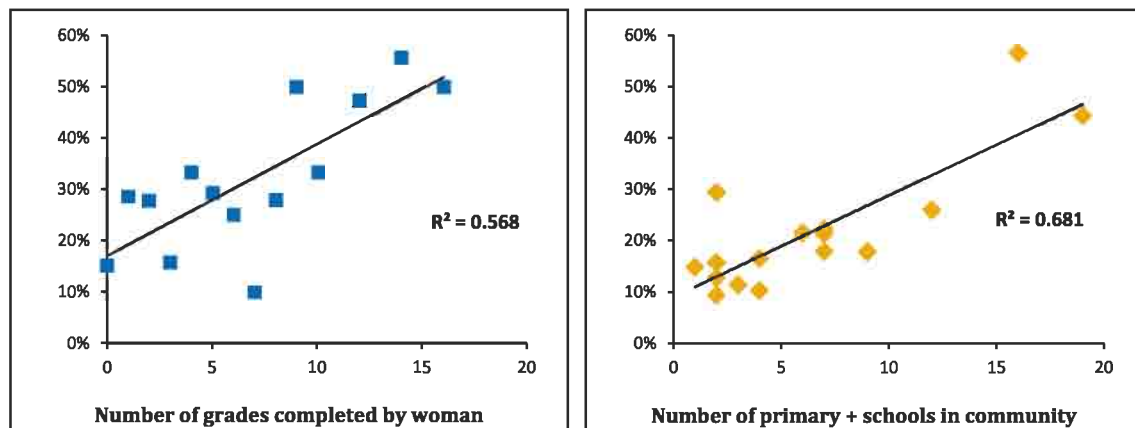 60%
50%
40%
30%
20%
10%
0%
R² = 0.568
0 5 10 15 20
Number of grades completed by woman
60%
50%
40%
30%
20%
10%
0%
R² = 0.681
0 5 10 15 20
Number of primary + schools in community